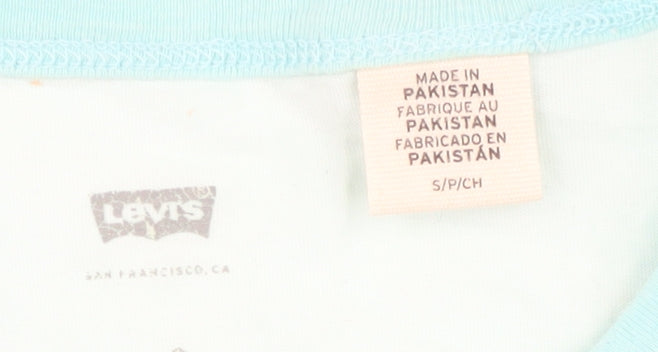 MADE IN
PAKISTAN
FABRIQUE AU
PAKISTAN
FABRICADO EN
PAKISTÁN
S/P/CH
LEVI'S
SAN FRANCISCO, CA